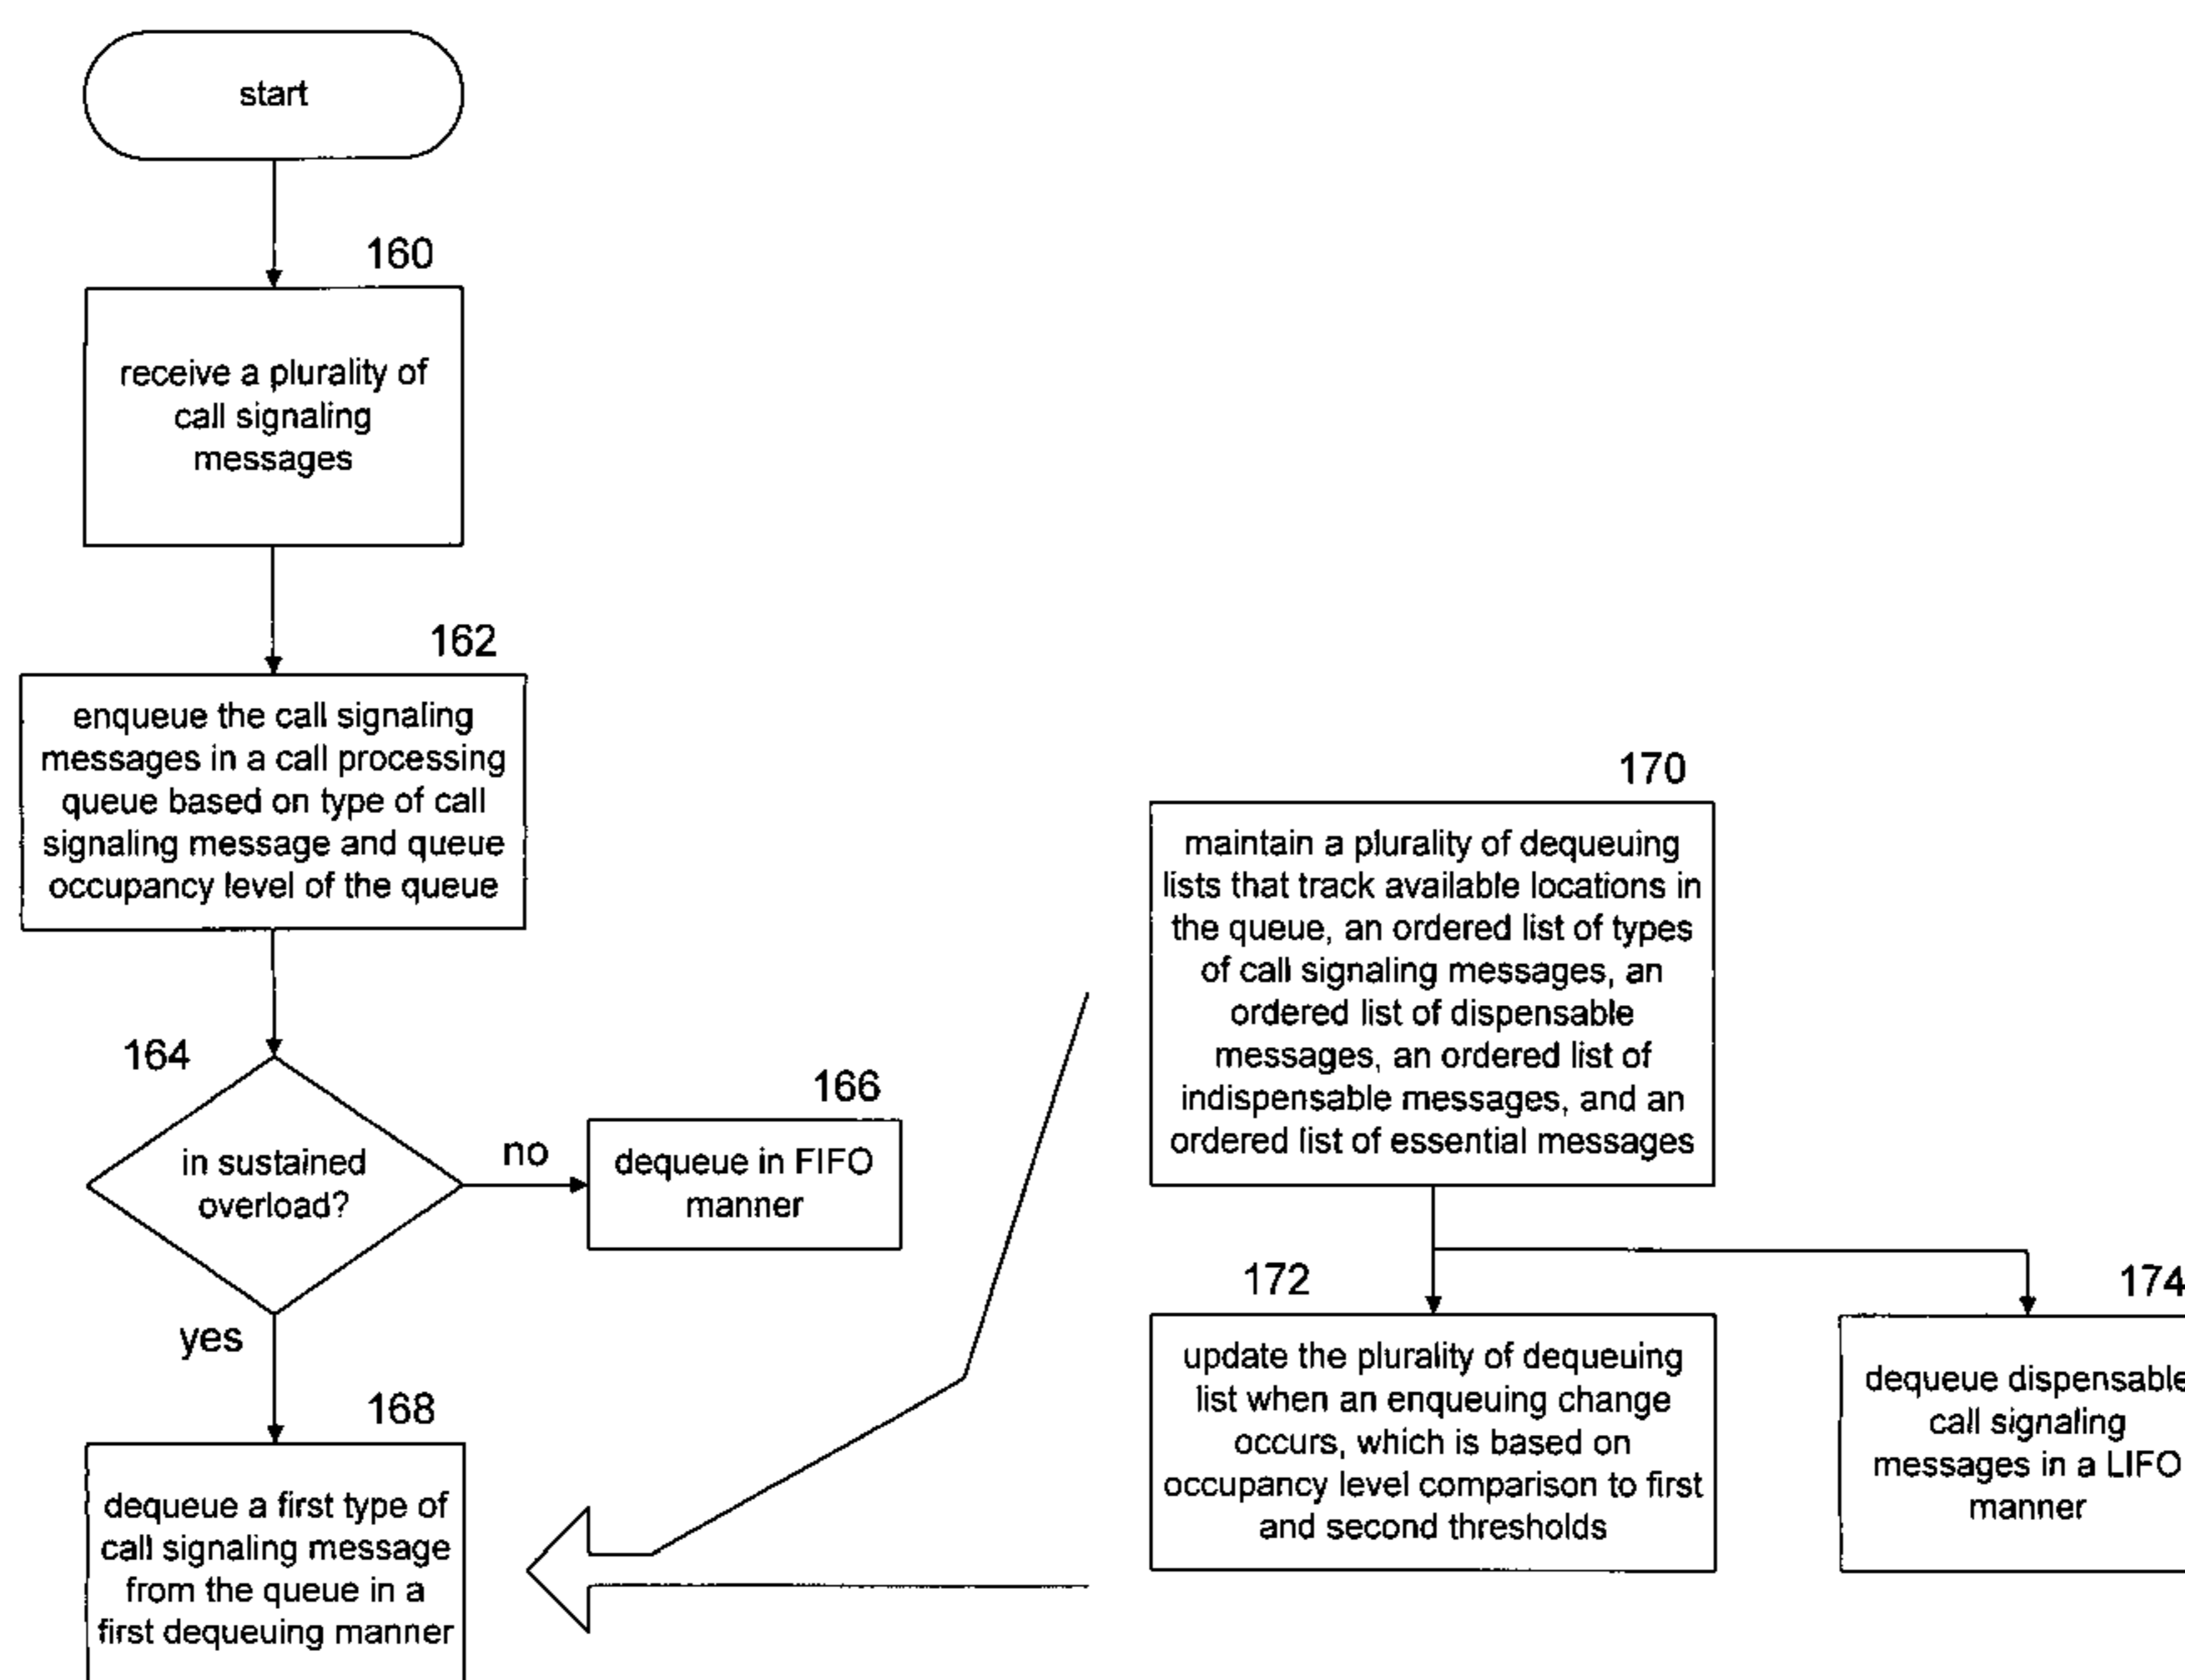 start
160
receive a plurality of
call signaling
messages
162
enqueue the call signaling
messages in a call processing
queue based on type of call
signaling message and queue
occupancy level of the queue
164
in sustained
overload?
no
166
dequeue in FIFO
manner
yes
168
dequeue a first type of
call signaling message
from the queue in a
first dequeuing manner
170
maintain a plurality of dequeuing
lists that track available locations in
the queue, an ordered list of types
of call signaling messages, an
ordered list of dispensable
messages, an ordered list of
indispensable messages, and an
ordered list of essential messages
172
update the plurality of dequeuing
list when an enqueuing change
occurs, which is based on
occupancy level comparison to first
and second thresholds
174
dequeue dispensable
call signaling
messages in a LIFO
manner